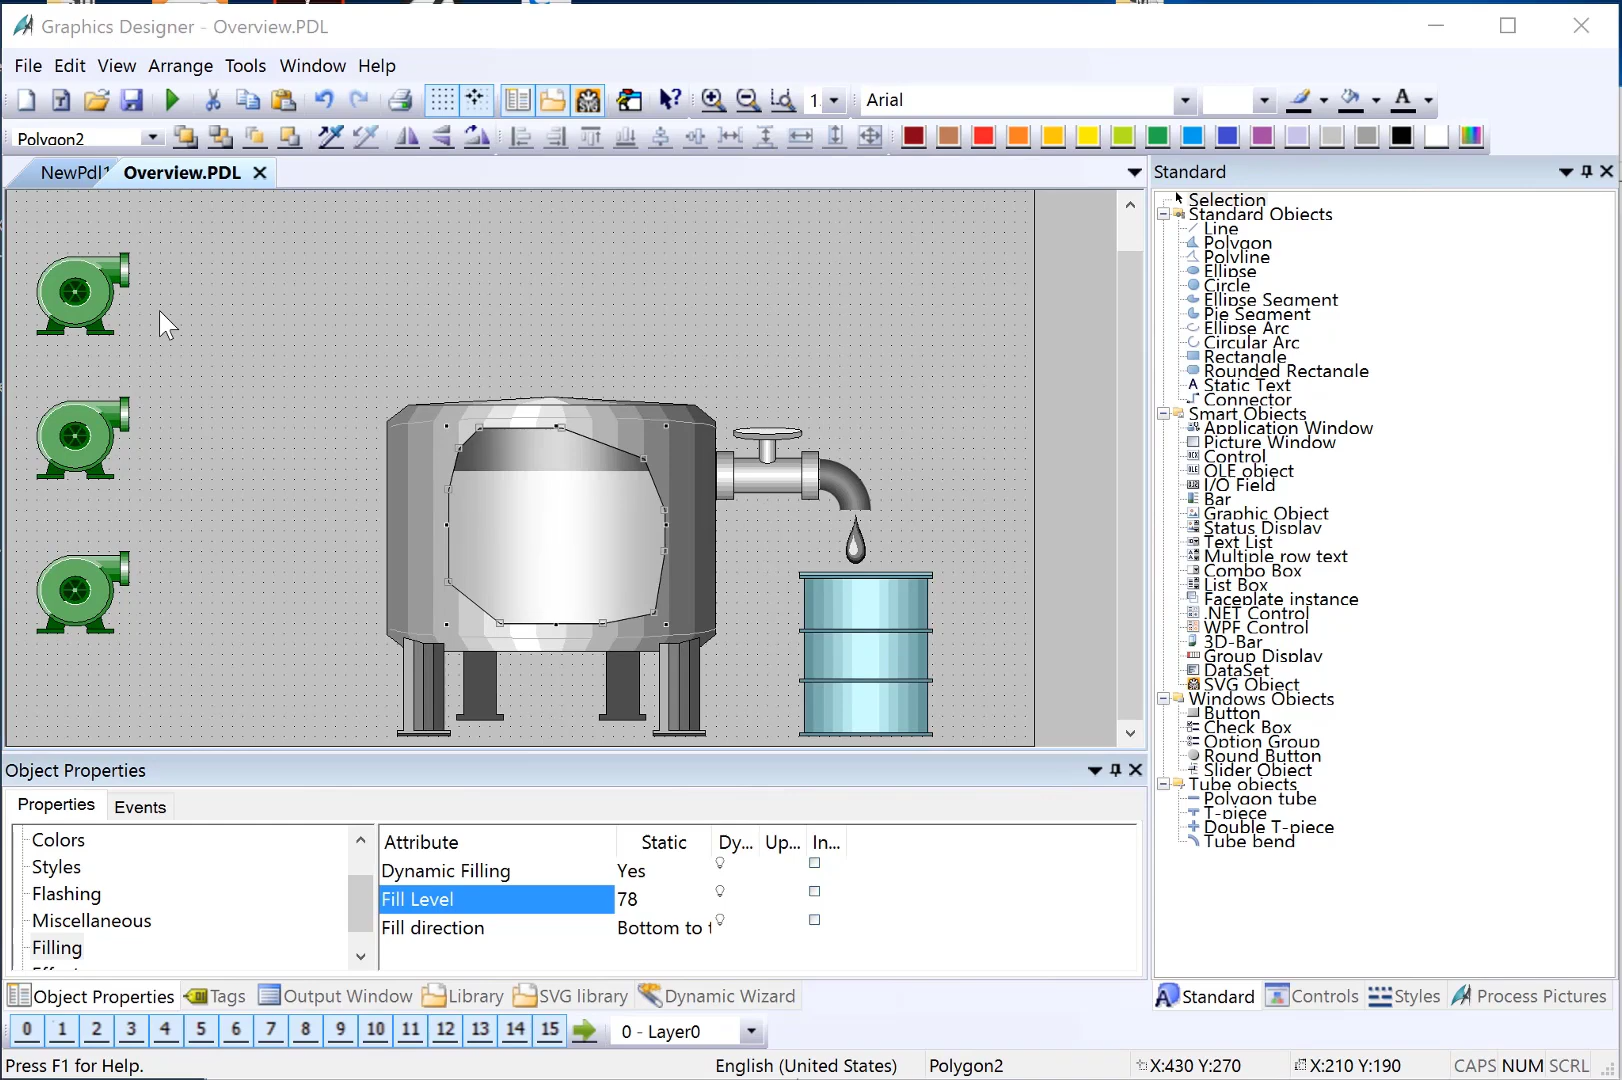 Graphics Designer - Overview.PDL
File Edit View Arrange Tools Window Help
1. Arial A
Polygon2
NewPdl1 Overview.PDL
Standard
Selection
Standard Objects
Line
Polygon
Polyline
Ellipse
Circle
Ellipse Segment
Pie Segment
Ellipse Arc
Circular Arc
Rectangle
Rounded Rectangle
A Static Text
Connector
Smart Objects
Application Window
Picture Window
Control
OLE object
I/O Field
Bar
Graphic Object
Status Display
Text List
Multiple row text
Combo Box
List Box
Faceplate instance
.NET Control
WPF Control
3D-Bar
Group Display
DataSet
SVG Object
Windows Objects
Button
Check Box
Option Group
Round Button
Slider Object
Tube objects
Polygon tube
T-piece
Double T-piece
Tube bend
Object Properties
Properties Events
Colors
Styles
Flashing
Miscellaneous
Filling
Attribute Static Dy... Up... In...
Dynamic Filling Yes
Fill Level 78
Fill direction Bottom to
Object Properties Tags Output Window Library SVG library Dynamic Wizard
Standard Controls Styles Process Pictures
0 1 2 3 4 5 6 7 8 9 10 11 12 13 14 15 0 - Layer0
Press F1 for Help. English (United States) Polygon2 X:430 Y:270 X:210 Y:190 CAPS NUM SCRL